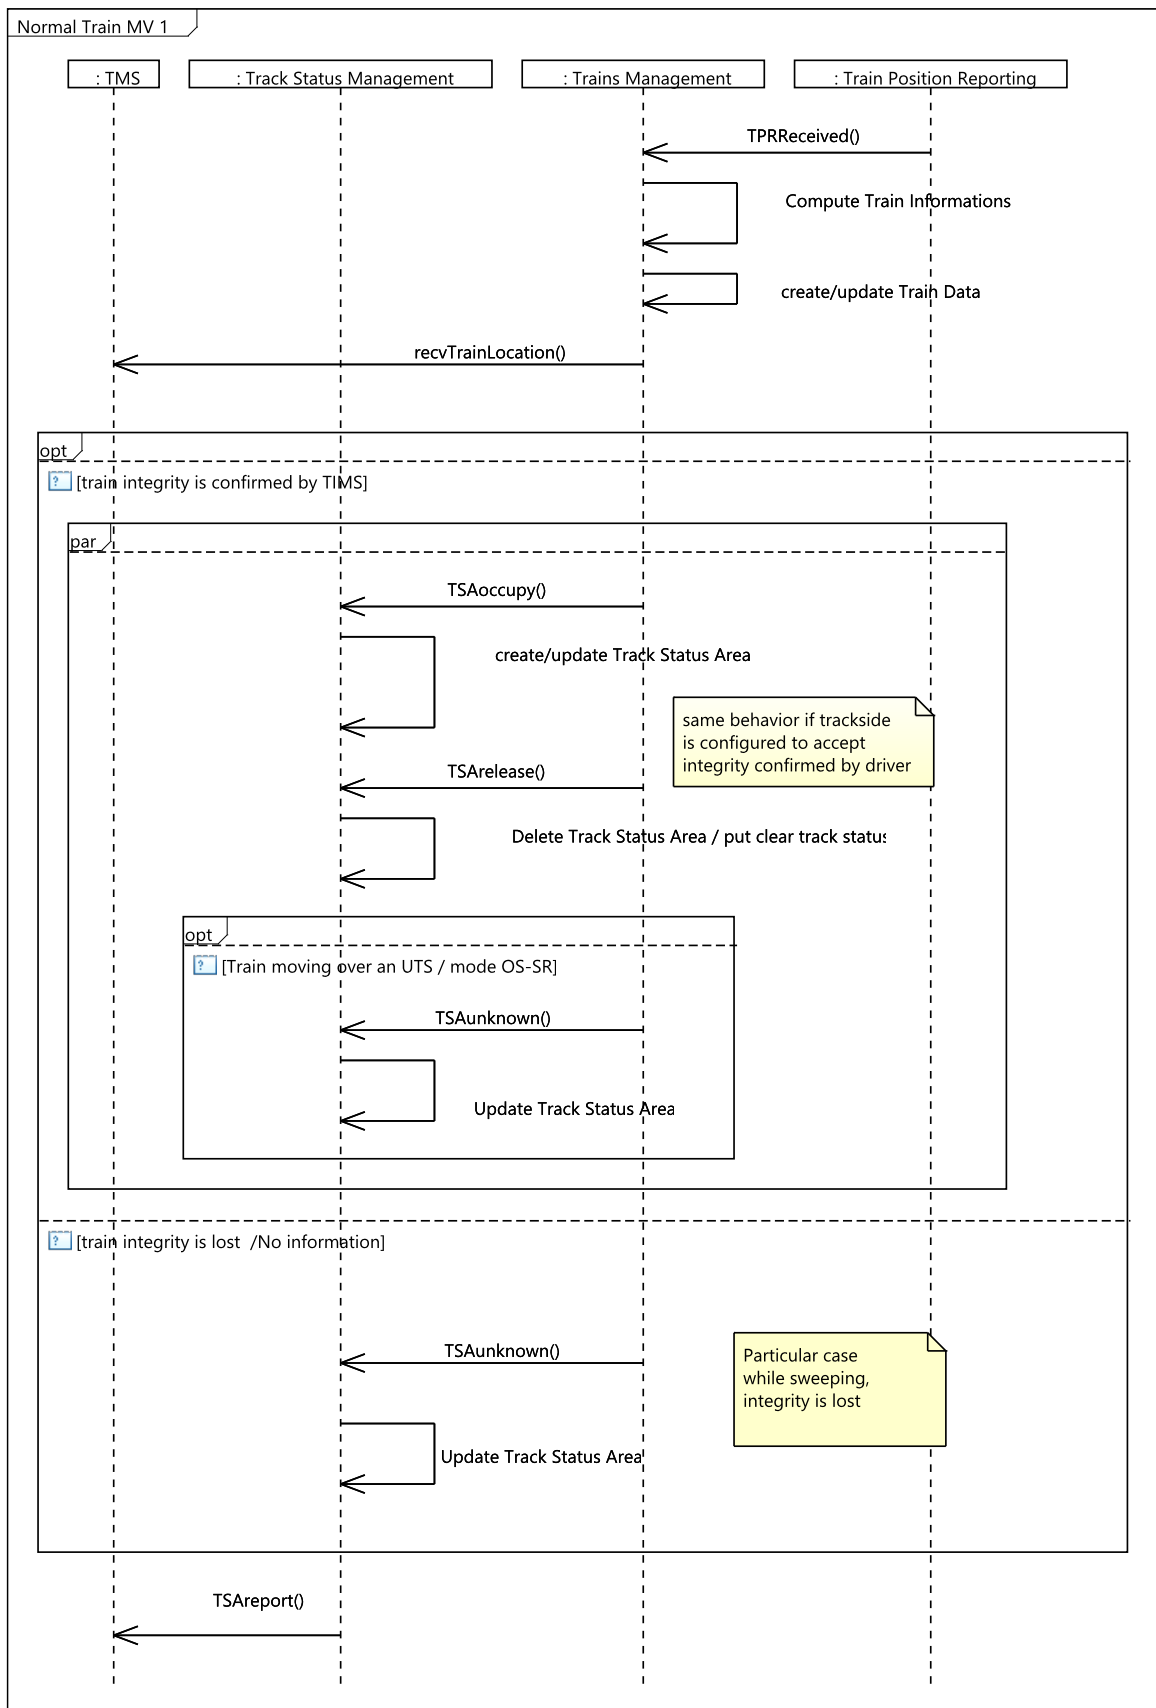 Normal Train MV 1
: TMS
: Track Status Management
: Trains Management
: Train Position Reporting
TPRReceived()
Compute Train Informations
create/update Train Data
recvTrainLocation()
opt
? [train integrity is confirmed by TIMS]
par
TSAoccupy()
create/update Track Status Area
same behavior if trackside
is configured to accept
integrity confirmed by driver
TSArelease()
Delete Track Status Area / put clear track status
opt
? [Train moving over an UTS / mode OS-SR]
TSAunknown()
Update Track Status Area
? [train integrity is lost  /No information]
TSAunknown()
Particular case
while sweeping,
integrity is lost
Update Track Status Area
TSAreport()